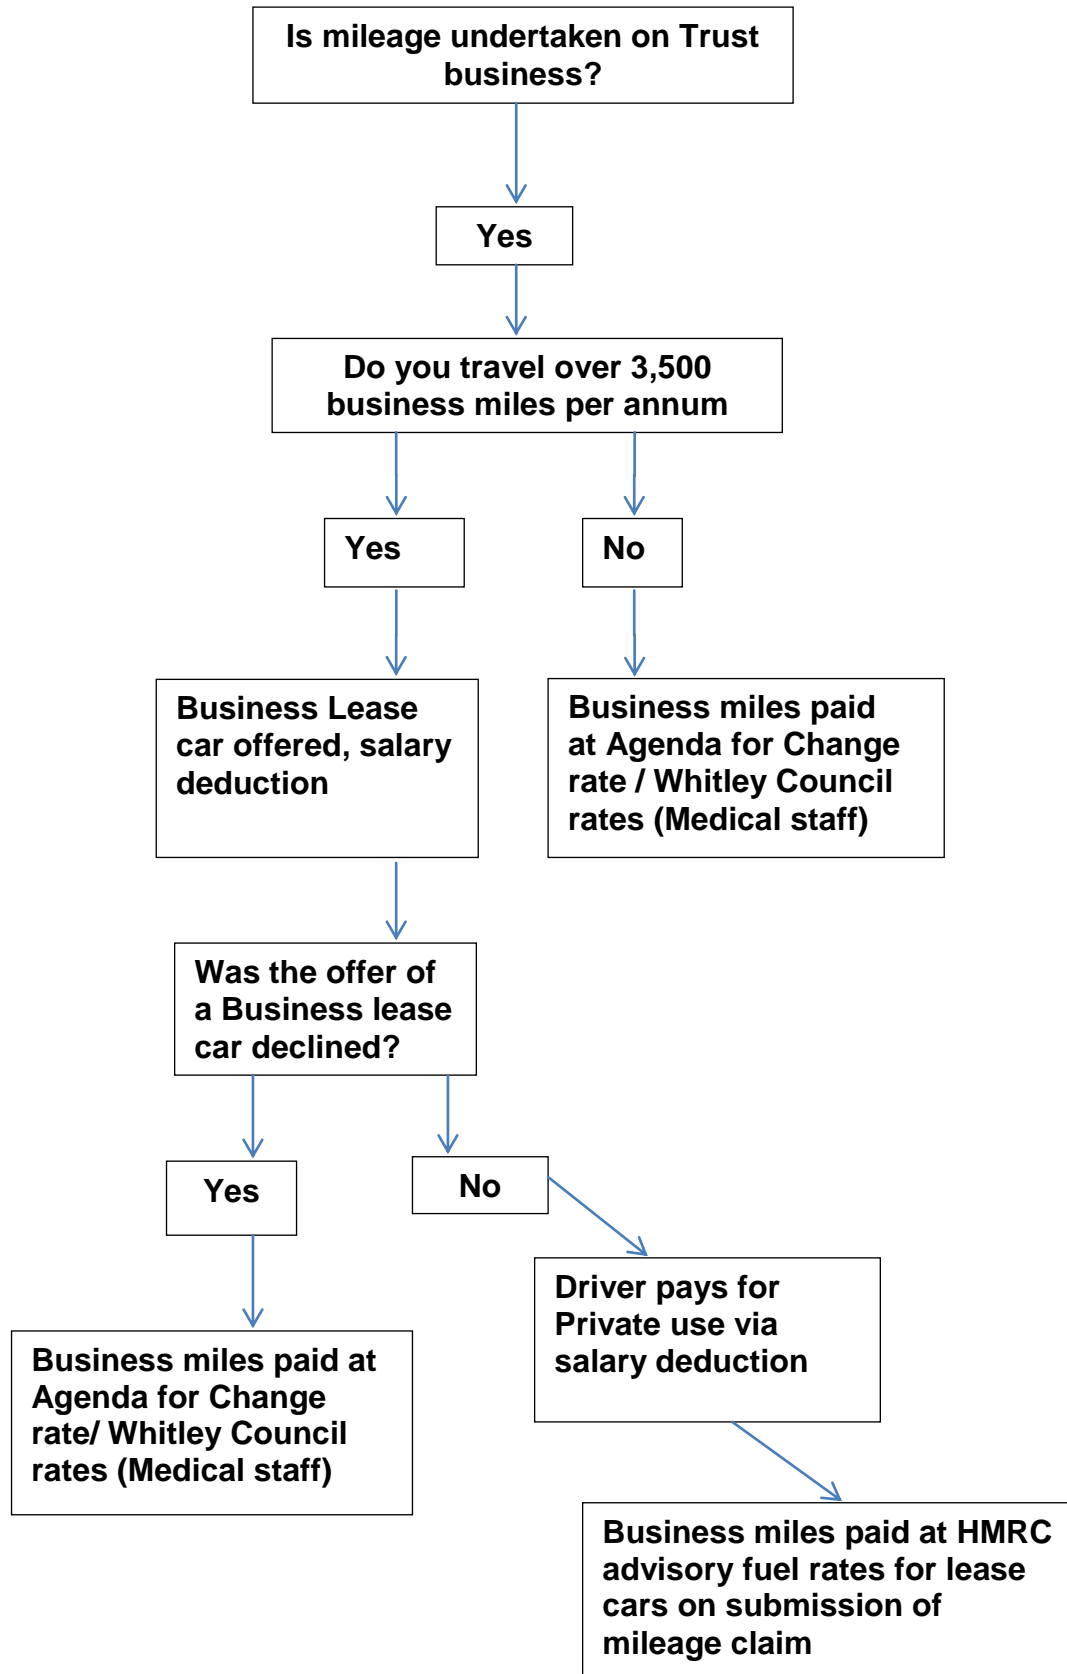 Is mileage undertaken on Trust
business?
Yes
Do you travel over 3,500
business miles per annum
Yes
No
Business Lease
car offered, salary
deduction
Business miles paid
at Agenda for Change
rate / Whitley Council
rates (Medical staff)
Was the offer of
a Business lease
car declined?
Yes
No
Driver pays for
Private use via
salary deduction
Business miles paid at
Agenda for Change
rate/ Whitley Council
rates (Medical staff)
Business miles paid at HMRC
advisory fuel rates for lease
cars on submission of
mileage claim